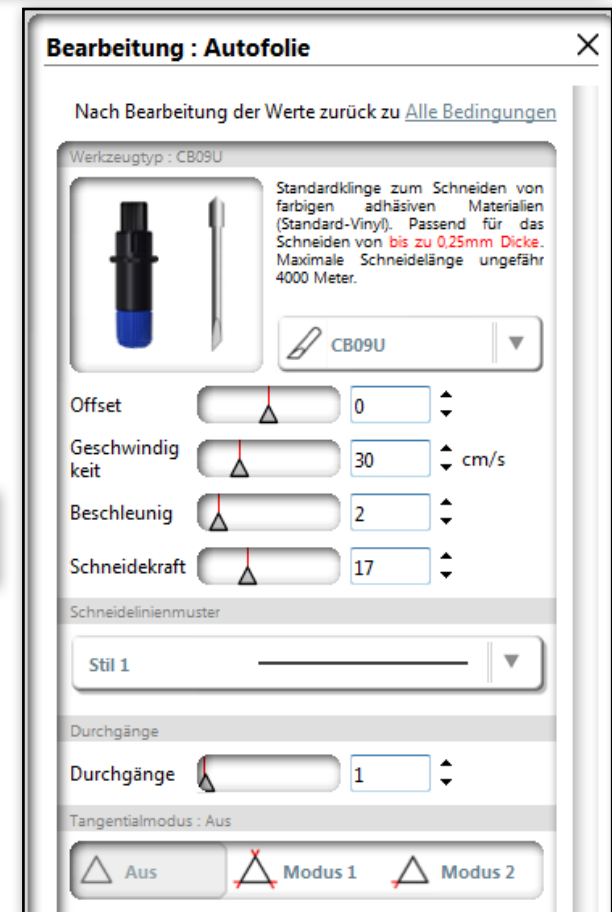 Bearbeitung : Autofolie
Nach Bearbeitung der Werte zurück zu Alle Bedingungen
Werkzeugtyp : CB09U
Standardklinge zum Schneiden von
farbigen adhäsiven Materialien
(Standard-Vinyl). Passend für das
Schneiden von bis zu 0,25mm Dicke.
Maximale Schneidelänge ungefähr
4000 Meter.
CB09U
Offset 0
Geschwindig
keit 30 cm/s
Beschleunig 2
Schneidekraft 17
Schneidelinienmuster
Stil 1
Durchgänge
Durchgänge 1
Tangentialmodus : Aus
Aus Modus 1 Modus 2